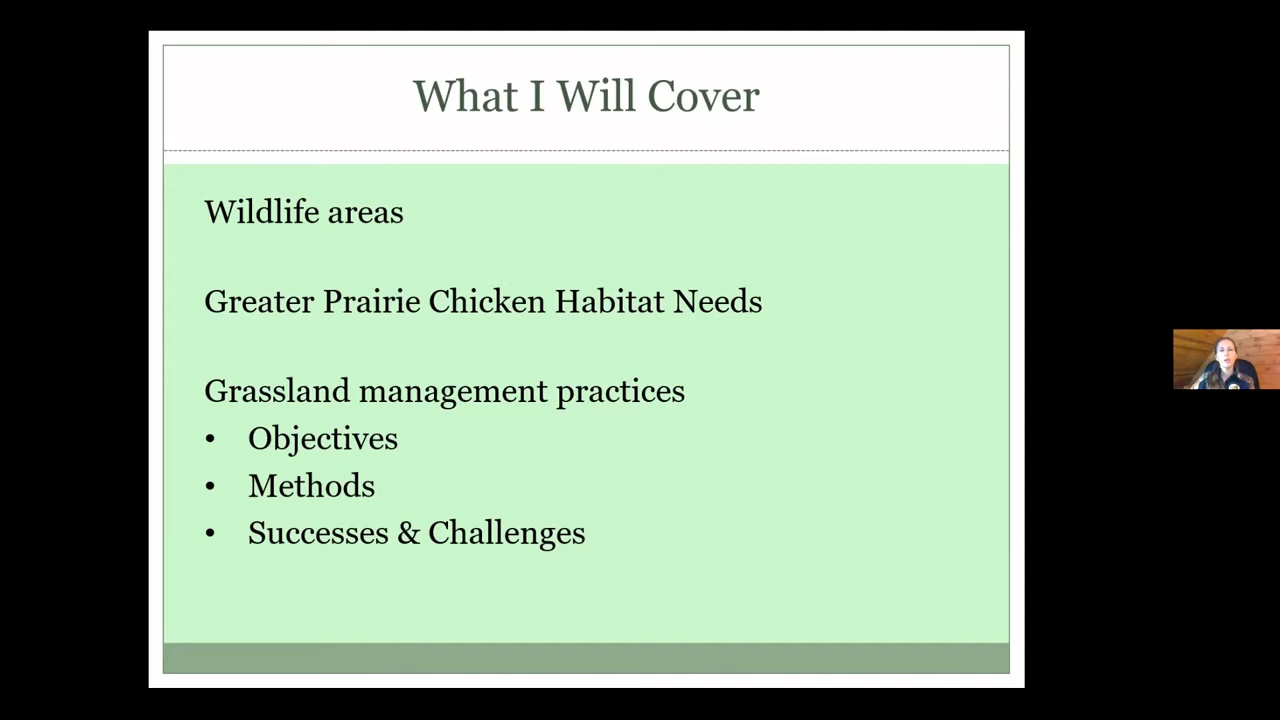 What I Will Cover
Wildlife areas
Greater Prairie Chicken Habitat Needs
Grassland management practices
• Objectives
• Methods
• Successes & Challenges